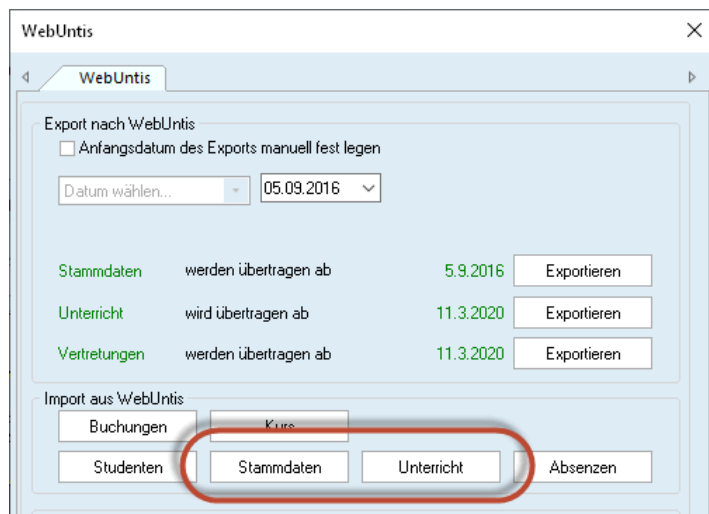 WebUntis
WebUntis
Export nach WebUntis
Anfangsdatum des Exports manuell fest legen
Datum wählen... 05.09.2016
Stammdaten werden übertragen ab 5.9.2016 Exportieren
Unterricht wird übertragen ab 11.3.2020 Exportieren
Vertretungen werden übertragen ab 11.3.2020 Exportieren
Import aus WebUntis
Buchungen Kurs
Studenten Stammdaten Unterricht Absenzen